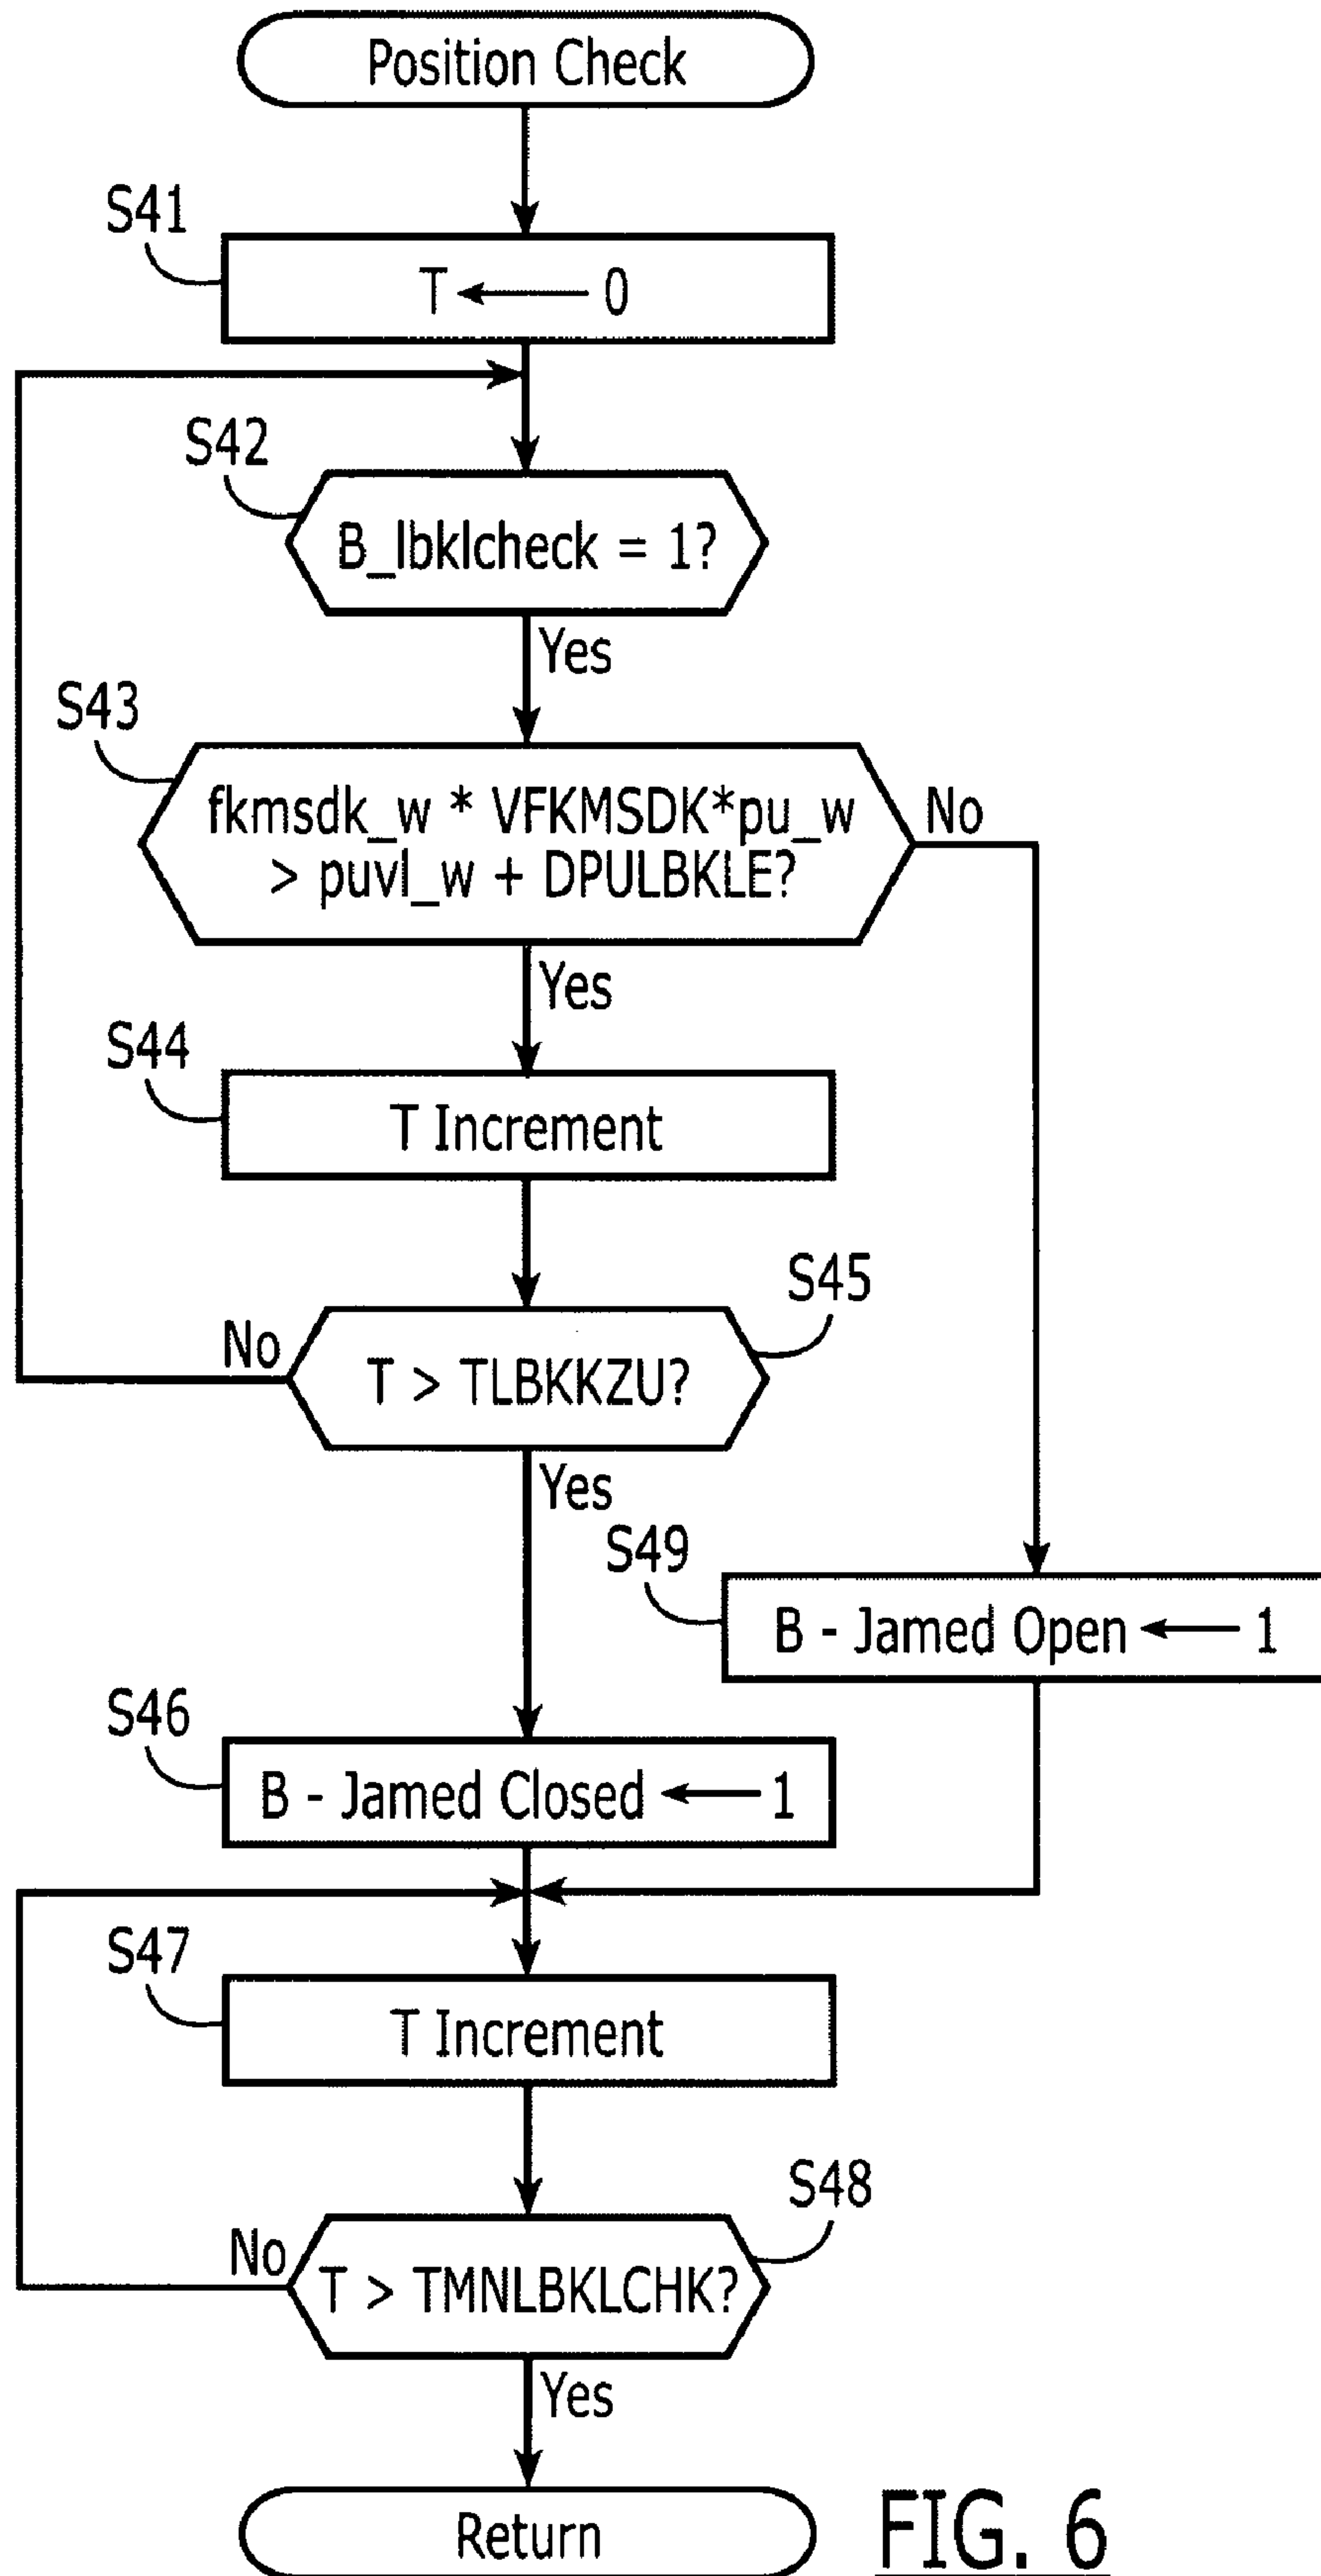 Position Check
S41
T ← 0
S42
B_lbklcheck = 1?
Yes
S43
fkmsdk_w * VFKMSDK*pu_w
> puvl_w + DPULBKLE?
No
Yes
S44
T Increment
S45
No
T > TLBKKZU?
Yes
S49
B - Jamed Open ← 1
S46
B - Jamed Closed ← 1
S47
T Increment
S48
No
T > TMNLBKLCHK?
Yes
Return
FIG. 6